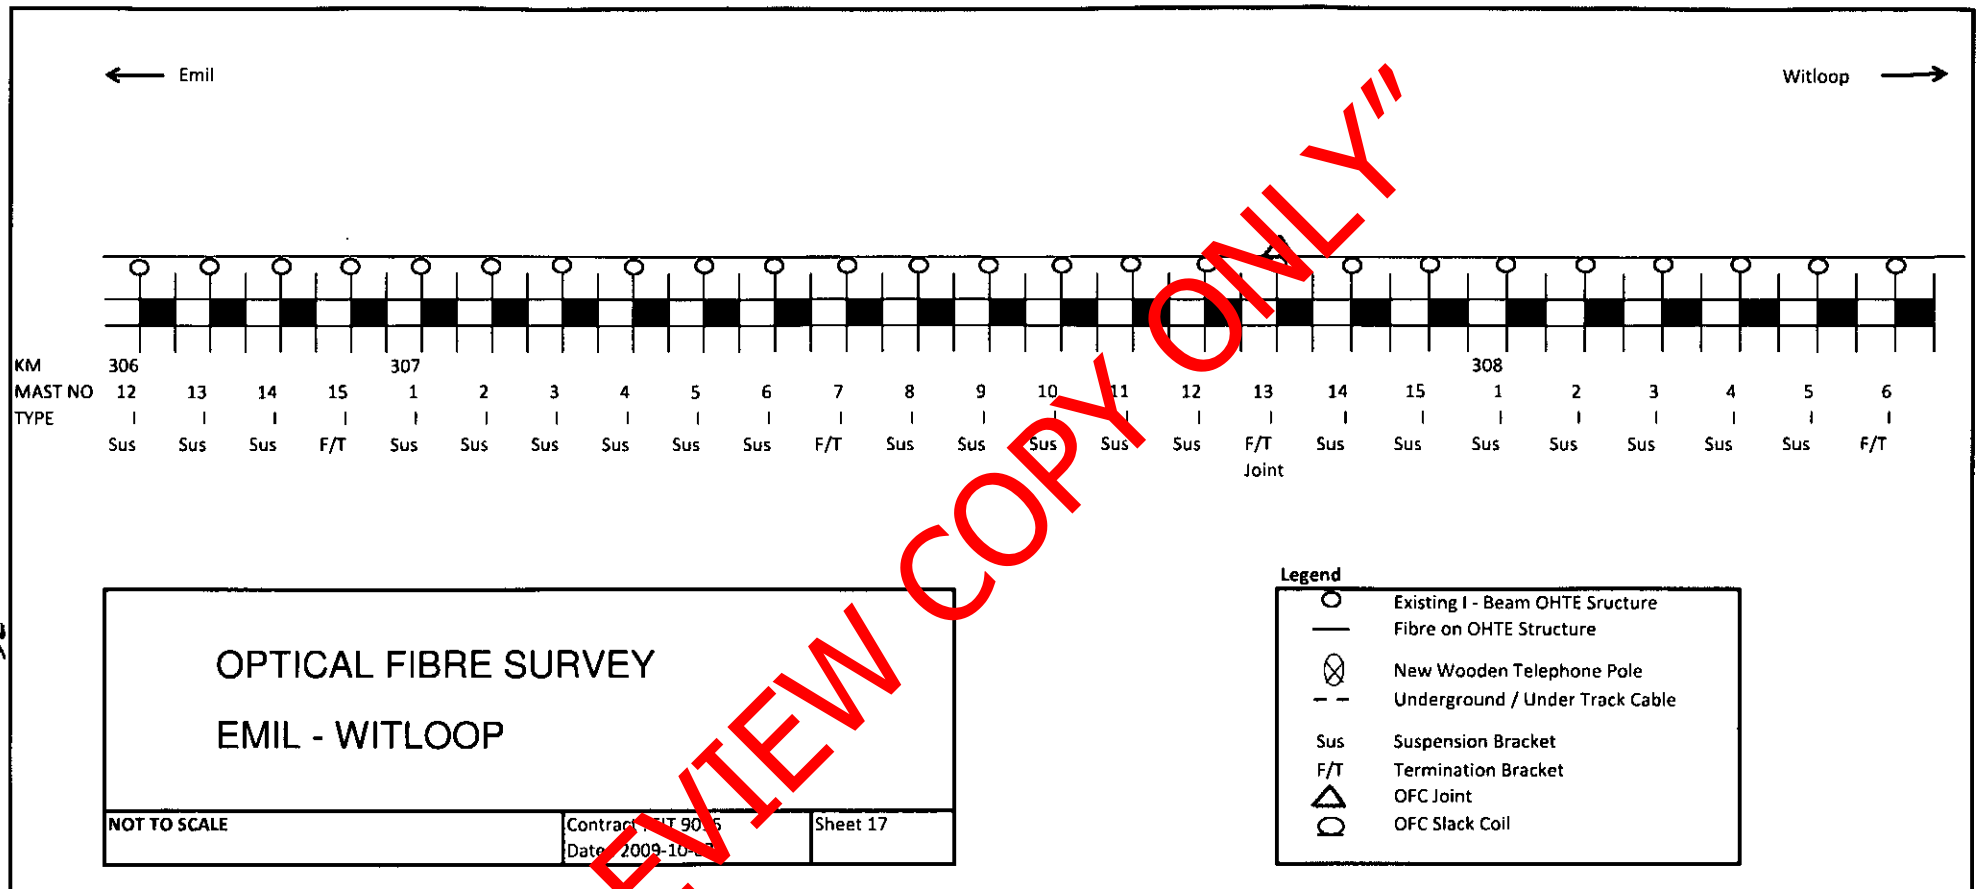 Emil
Witloop
KM 306 307 308
MAST NO 12 13 14 15 1 2 3 4 5 6 7 8 9 10 11 12 13 14 15 1 2 3 4 5 6
TYPE | | | | | | | | | | | | | | | | | | | | | | | | |
Sus Sus Sus F/T Sus Sus Sus Sus Sus Sus F/T Sus Sus Sus Sus Sus F/T Sus Sus Sus Sus Sus Sus Sus F/T
Joint
EVIEW COPY ONLY”
OPTICAL FIBRE SURVEY
EMIL - WITLOOP
NOT TO SCALE
Sheet 17
Legend
Existing I - Beam OHTE Sructure
Fibre on OHTE Structure
New Wooden Telephone Pole
Underground / Under Track Cable
Sus Suspension Bracket
F/T Termination Bracket
OFC Joint
OFC Slack Coil